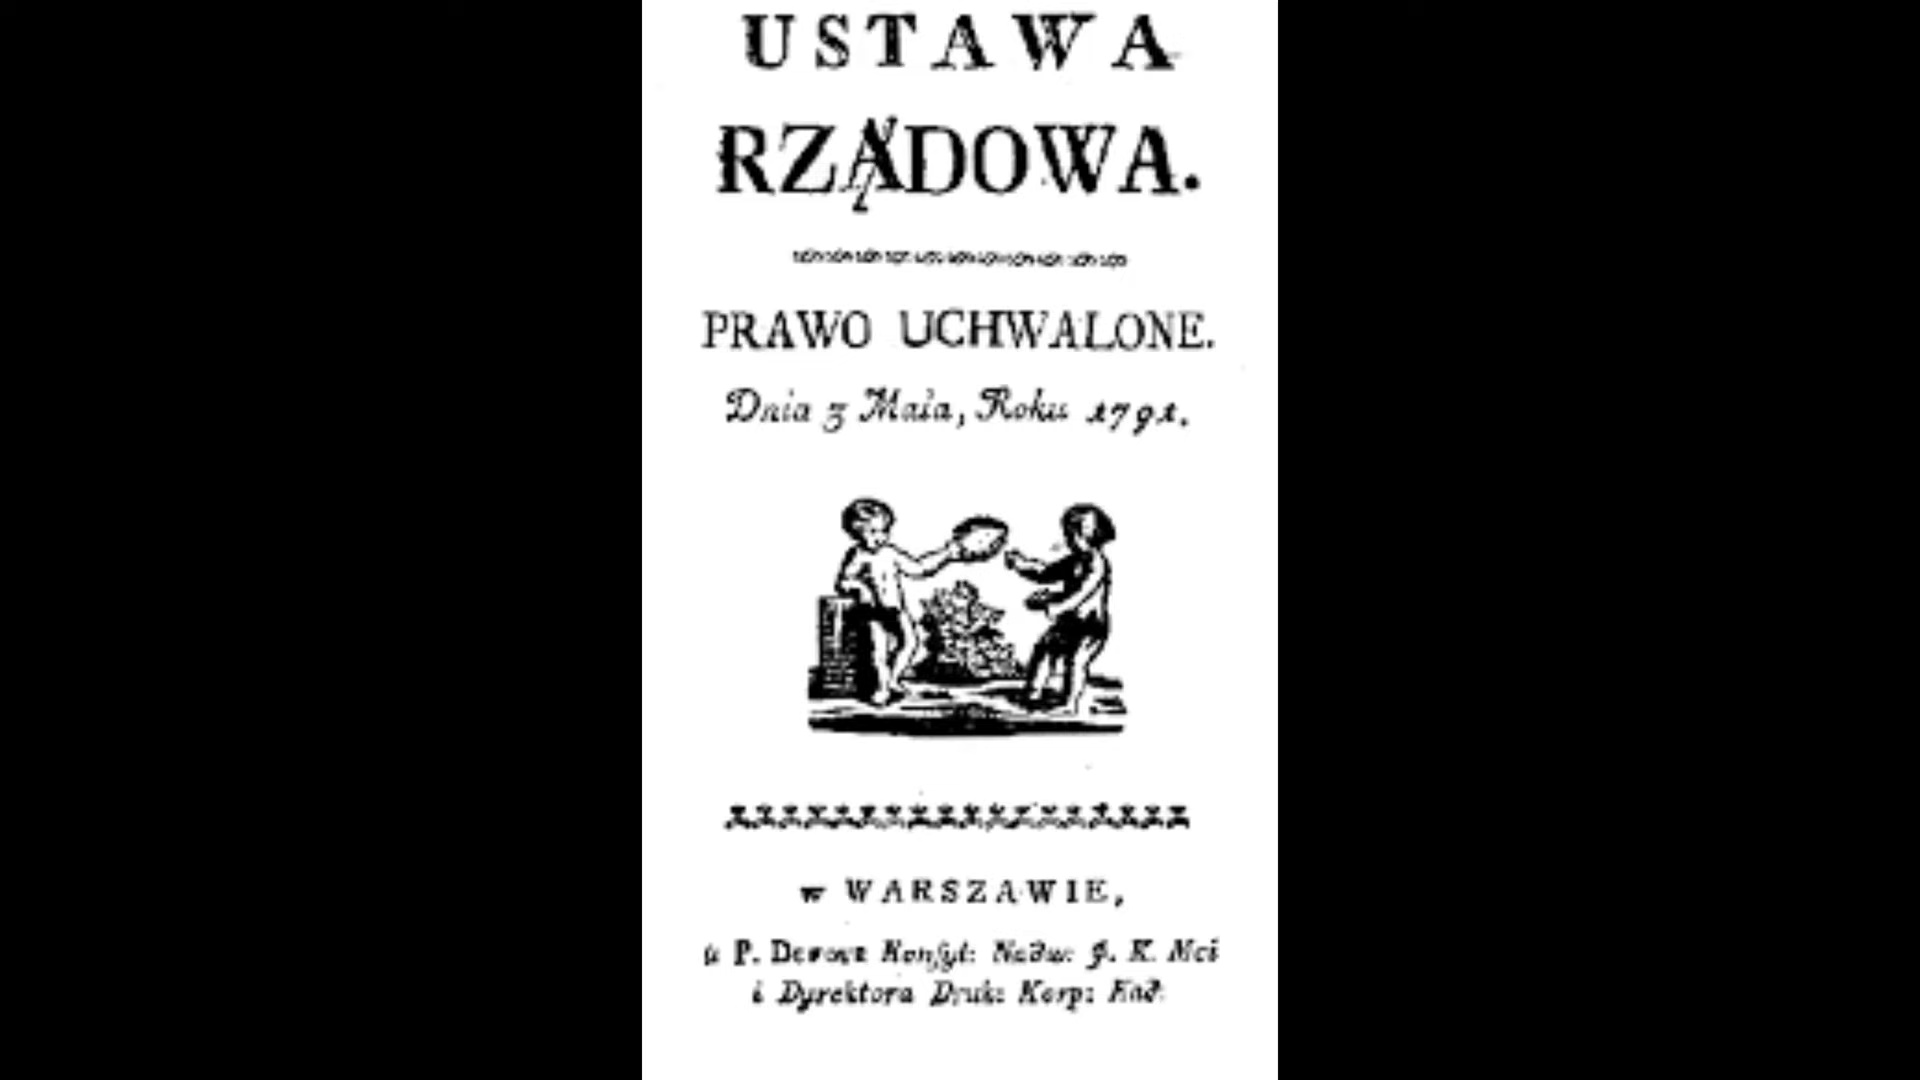 USTAWA
RZĄDOWA.
PRAWO UCHWALONE.
Dnia 3 Maia, Roku 1791.
w WARSZAWIE,
u P. Dufour Konsyl: Nadw: J. K. Mci
i Dyrektora Druk: Korp: Kad: